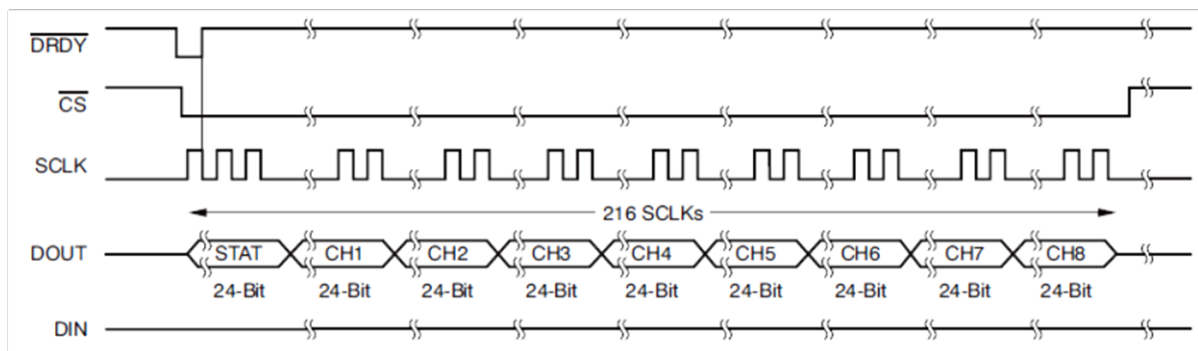 DRDY
CS
SCLK
216 SCLKs
DOUT STAT CH1 CH2 CH3 CH4 CH5 CH6 CH7 CH8
24-Bit 24-Bit 24-Bit 24-Bit 24-Bit 24-Bit 24-Bit 24-Bit 24-Bit
DIN